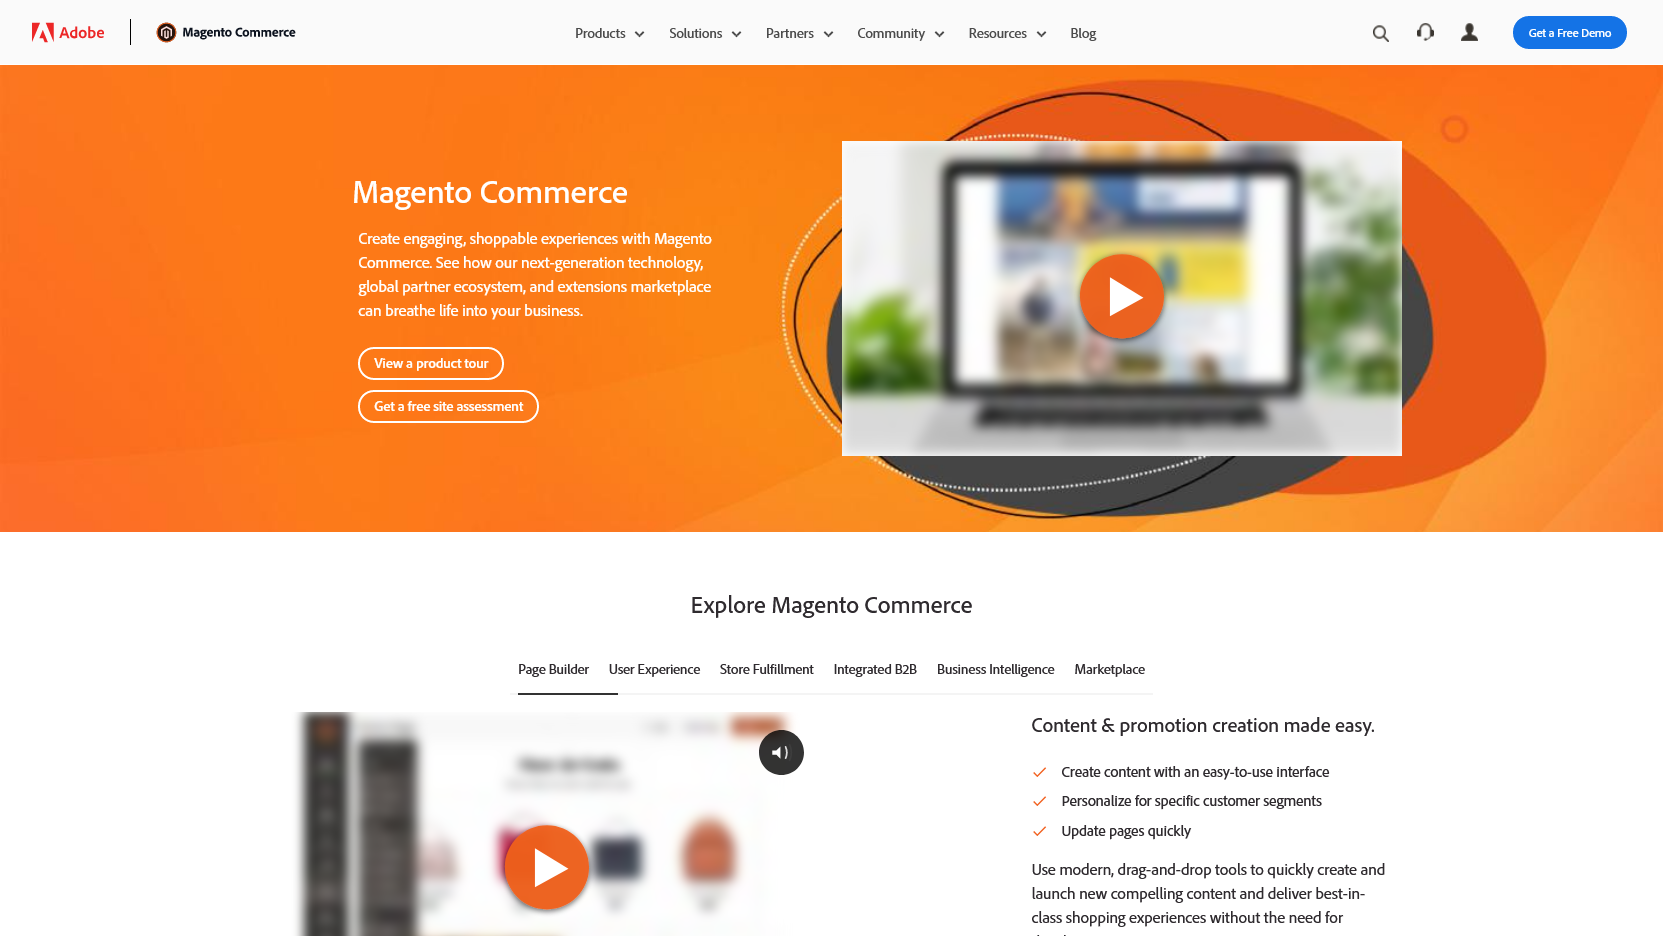 Adobe
Magento Commerce
Products
Solutions
Partners
Community
Resources
Blog
Get a Free Demo
Magento Commerce
Create engaging, shoppable experiences with Magento
Commerce. See how our next-generation technology,
global partner ecosystem, and extensions marketplace
can breathe life into your business.
View a product tour
Get a free site assessment
Explore Magento Commerce
Page Builder
User Experience
Store Fulfillment
Integrated B2B
Business Intelligence
Marketplace
Content & promotion creation made easy.
Create content with an easy-to-use interface
Personalize for specific customer segments
Update pages quickly
Use modern, drag-and-drop tools to quickly create and
launch new compelling content and deliver best-in-
class shopping experiences without the need for